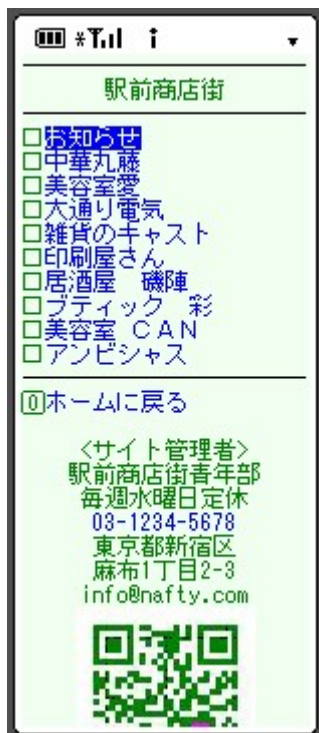 駅前商店街
□お知らせ
□中華丸藤
□美容室愛
□大通り電気
□雑貨のキャスト
□印刷屋さん
□居酒屋　磯陣
□ブティック　彩
□美容室 CAN
□アンビシャス
0ホームに戻る
<サイト管理者>
駅前商店街青年部
毎週水曜日定休
03-1234-5678
東京都新宿区
麻布1丁目2-3
info@nafty.com